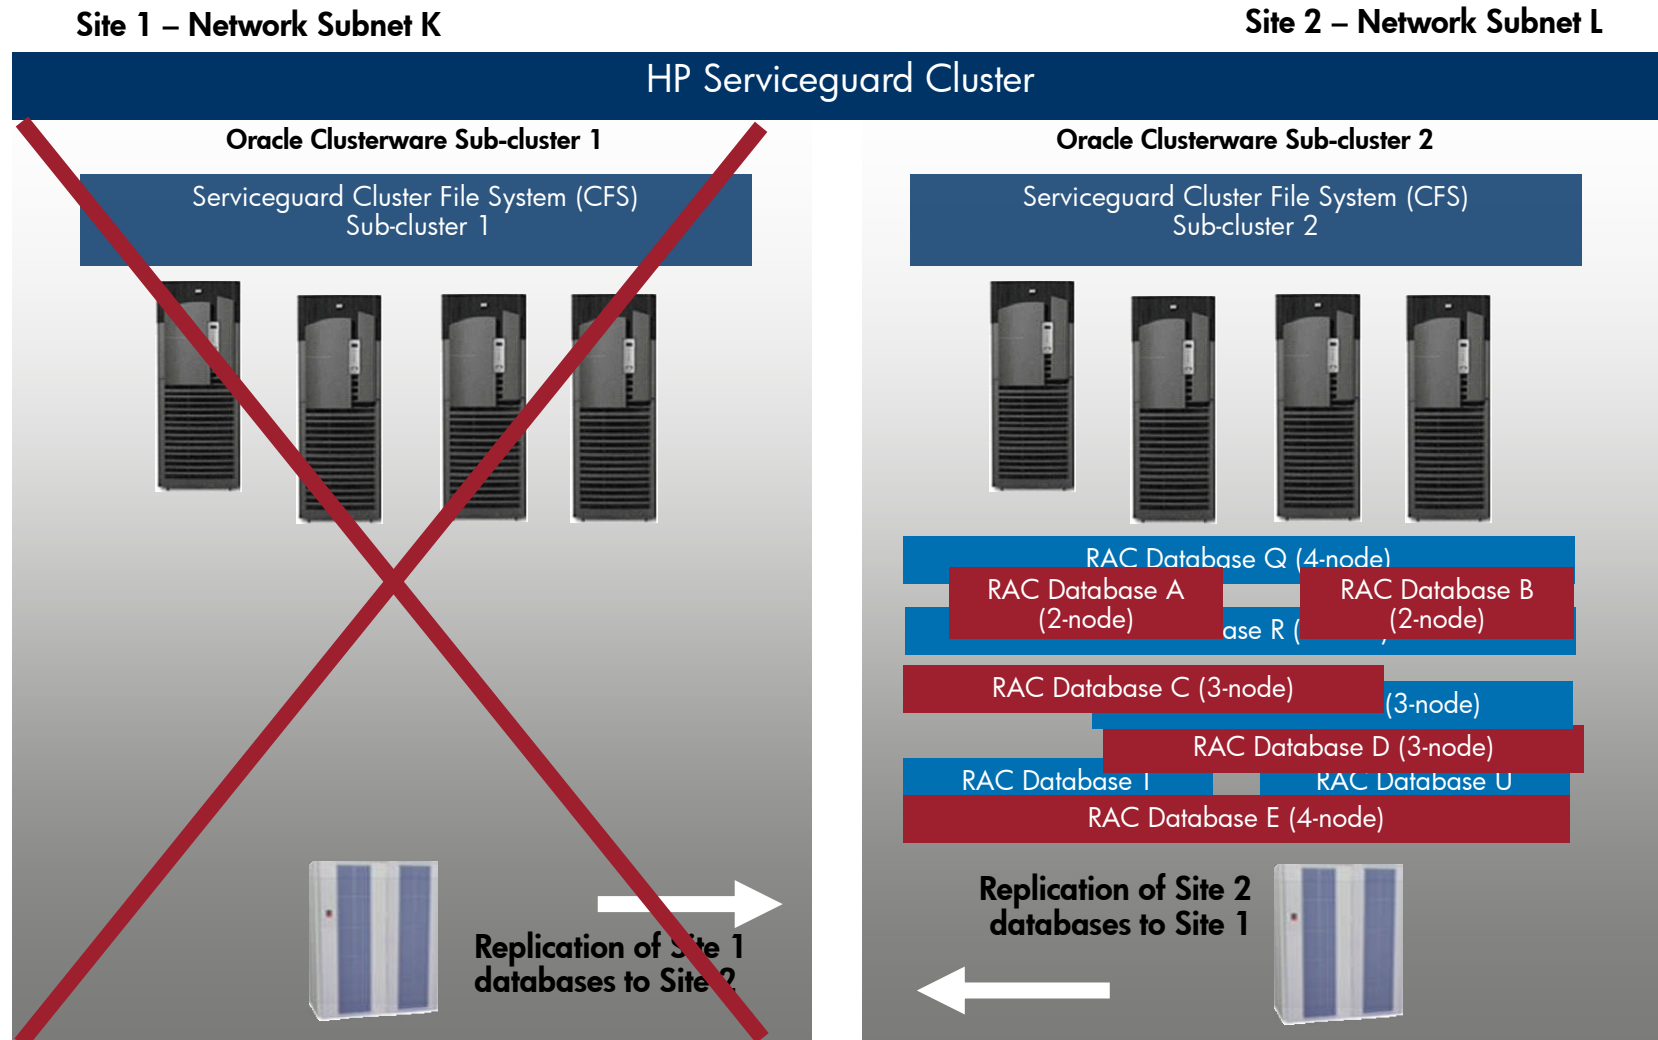 Site 1 – Network Subnet K
Site 2 – Network Subnet L
HP Serviceguard Cluster
Oracle Clusterware Sub-cluster 1
Serviceguard Cluster File System (CFS)
Sub-cluster 1
Replication of Site 1
databases to Site 2
Oracle Clusterware Sub-cluster 2
Serviceguard Cluster File System (CFS)
Sub-cluster 2
RAC Database Q (4-node)
RAC Database A
(2-node)
RAC Database B
(2-node)
R
RAC Database C (3-node)
(3-node)
RAC Database D (3-node)
RAC Database
RAC Database U
RAC Database E (4-node)
Replication of Site 2
databases to Site 1